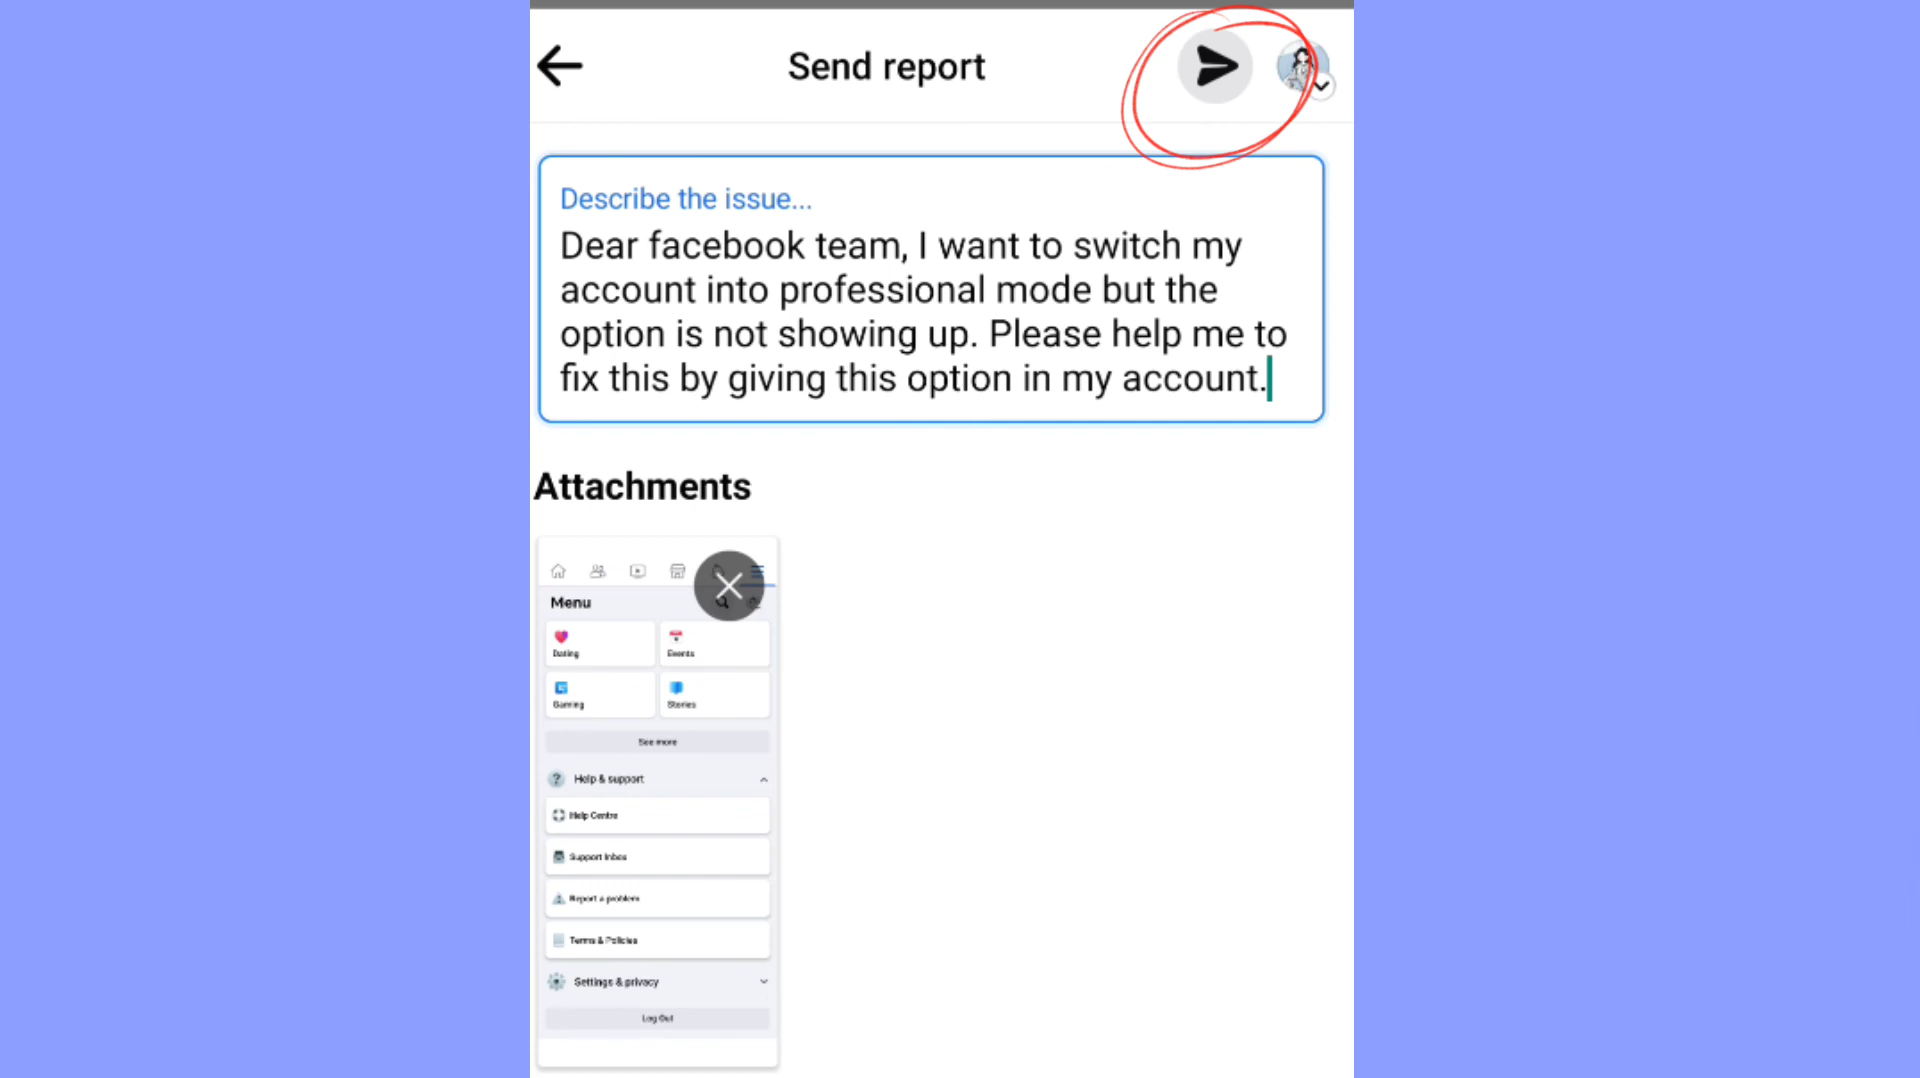 Send report
Describe the issue...
Dear facebook team, I want to switch my
account into professional mode but the
option is not showing up. Please help me to
fix this by giving this option in my account.
Attachments
Menu
Dating
Events
Gaming
Stories
See more
Help & support
Help Centre
Support Inbox
Report a problem
Terms & Policies
Settings & privacy
Log Out